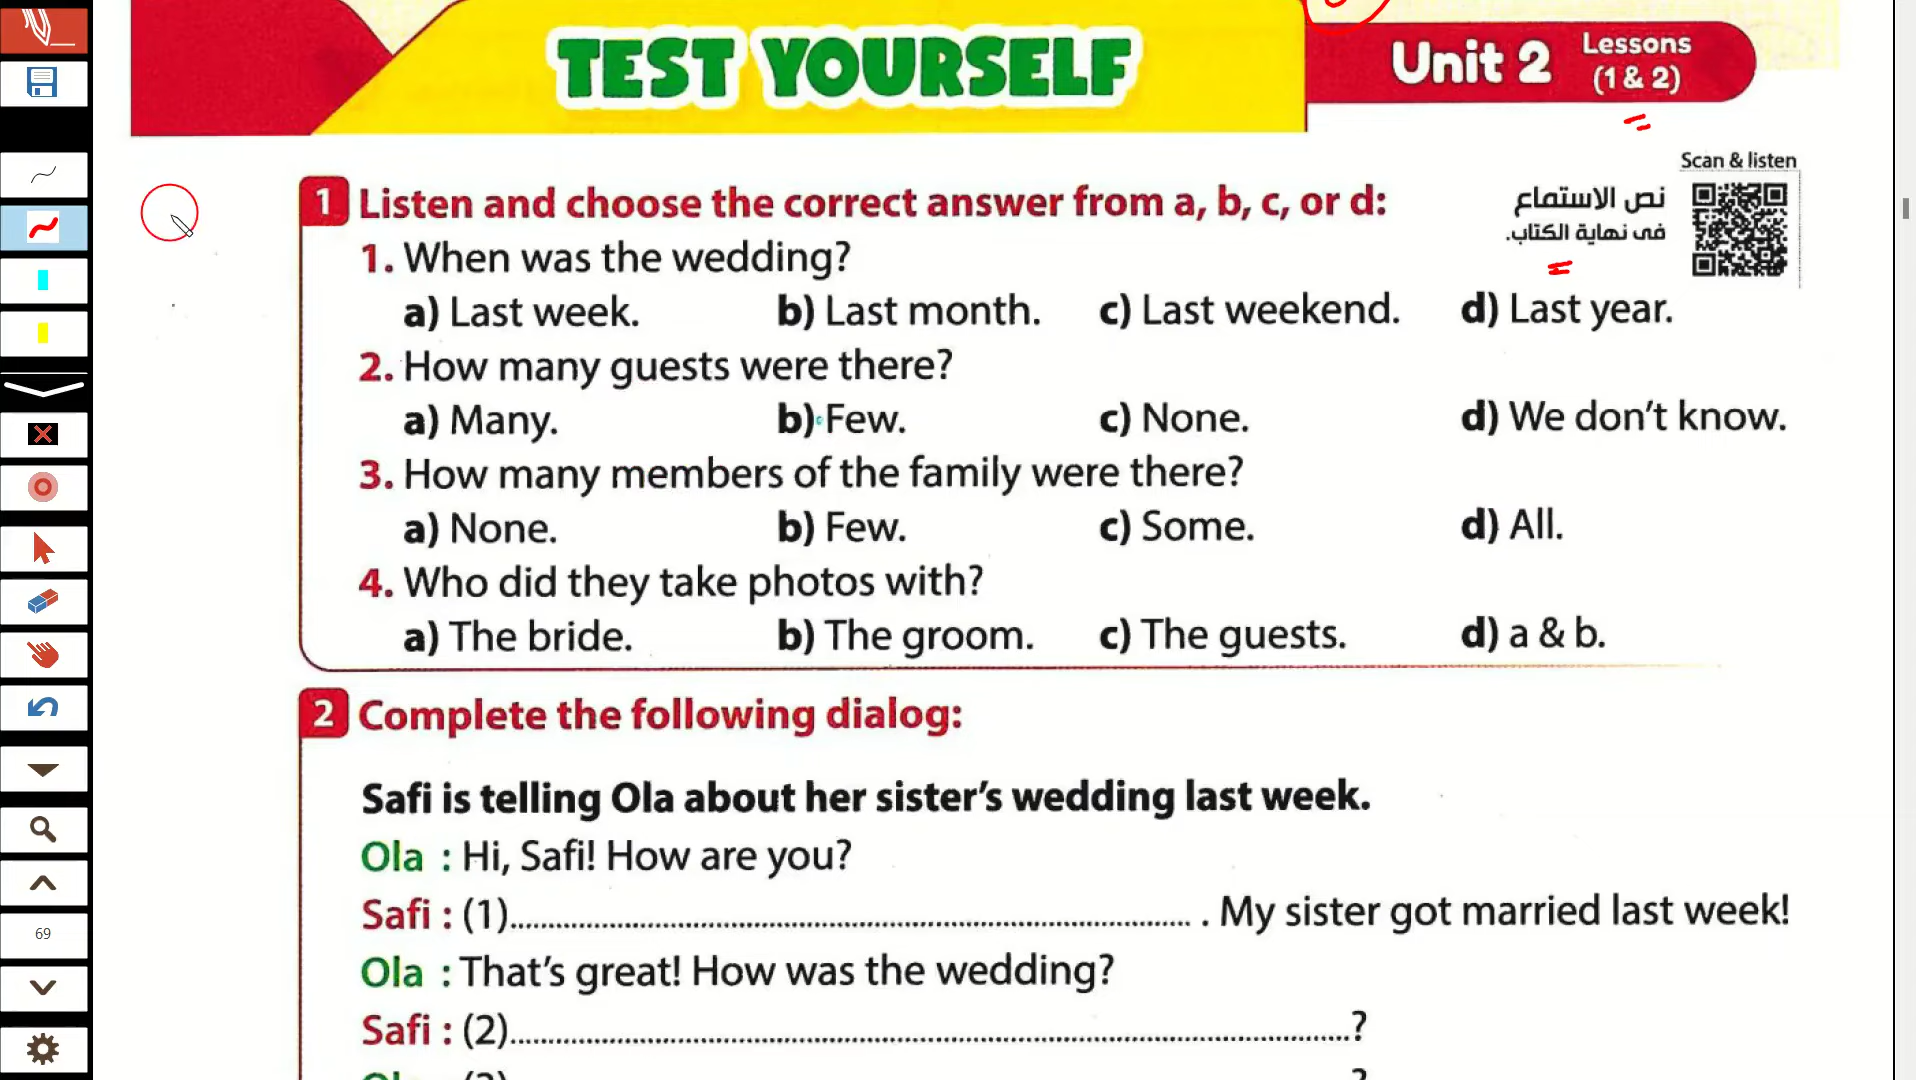 TEST YOURSELF
Unit 2 Lessons (1 & 2)
Scan & listen
نص الاستماع
فى نهاية الكتاب.
1 Listen and choose the correct answer from a, b, c, or d:
1. When was the wedding?
a) Last week. b) Last month. c) Last weekend. d) Last year.
2. How many guests were there?
a) Many. b) Few. c) None. d) We don't know.
3. How many members of the family were there?
a) None. b) Few. c) Some. d) All.
4. Who did they take photos with?
a) The bride. b) The groom. c) The guests. d) a & b.
2 Complete the following dialog:
Safi is telling Ola about her sister's wedding last week.
Ola : Hi, Safi! How are you?
Safi : (1)........................ . My sister got married last week!
Ola : That's great! How was the wedding?
Safi : (2)........................?
69